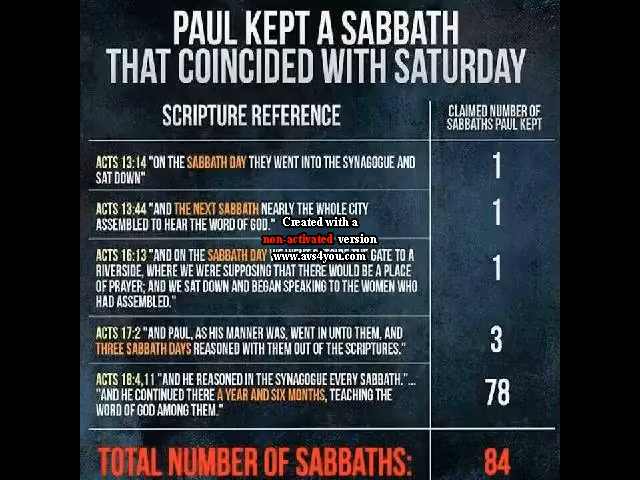 PAUL KEPT A SABBATH
THAT COINCIDED WITH SATURDAY
SCRIPTURE REFERENCE
CLAIMED NUMBER OF
SABBATHS PAUL KEPT
ACTS 13:14 "ON THE SABBATH DAY THEY WENT INTO THE SYNAGOGUE AND
SAT DOWN"
1
ACTS 13:44 "AND THE NEXT SABBATH NEARLY THE WHOLE CITY
ASSEMBLED TO HEAR THE WORD OF GOD."
1
Created with a
non-activated version
www.avs4you.com
ACTS 16:13 "AND ON THE SABBATH DAY GATE TO A
RIVERSIDE, WHERE WE WERE SUPPOSING THAT THERE WOULD BE A PLACE
OF PRAYER; AND WE SAT DOWN AND BEGAN SPEAKING TO THE WOMEN WHO
HAD ASSEMBLED."
1
ACTS 17:2 "AND PAUL, AS HIS MANNER WAS, WENT IN UNTO THEM, AND
THREE SABBATH DAYS REASONED WITH THEM OUT OF THE SCRIPTURES."
3
ACTS 18:4,11 "AND HE REASONED IN THE SYNAGOGUE EVERY SABBATH."...
"AND HE CONTINUED THERE A YEAR AND SIX MONTHS, TEACHING THE
WORD OF GOD AMONG THEM."
78
TOTAL NUMBER OF SABBATHS:
84